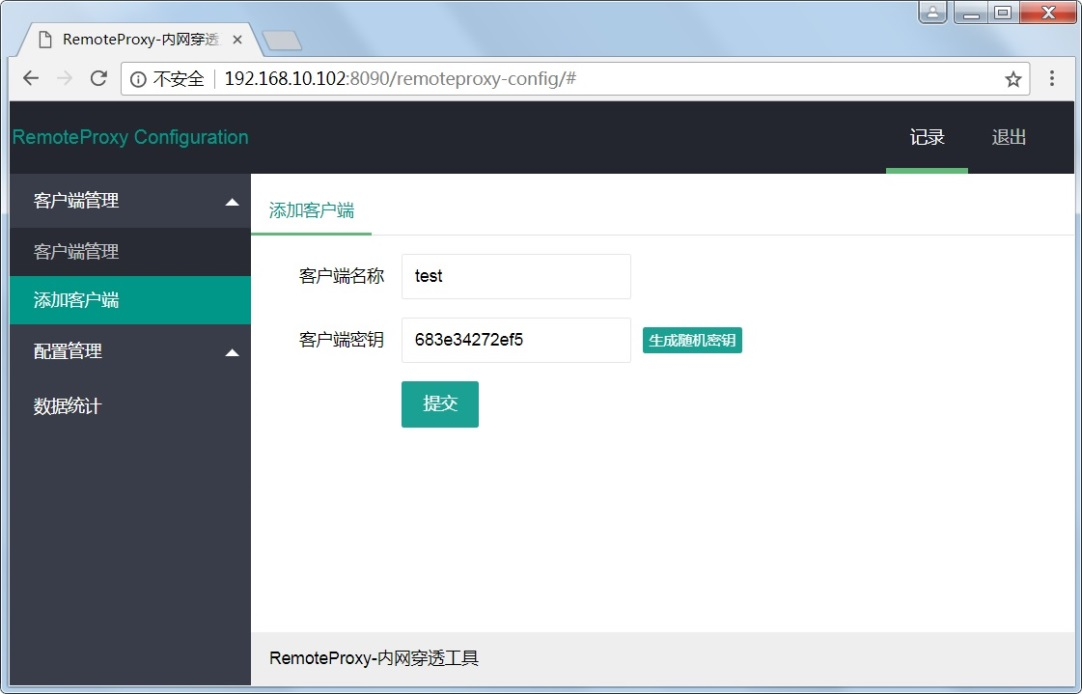 RemoteProxy-内网穿透
不安全 192.168.10.102:8090/remoteproxy-config/#
RemoteProxy Configuration
记录
退出
客户端管理
客户端管理
添加客户端
配置管理
数据统计
添加客户端
客户端名称 test
客户端密钥 683e34272ef5 生成随机密钥
提交
RemoteProxy-内网穿透工具